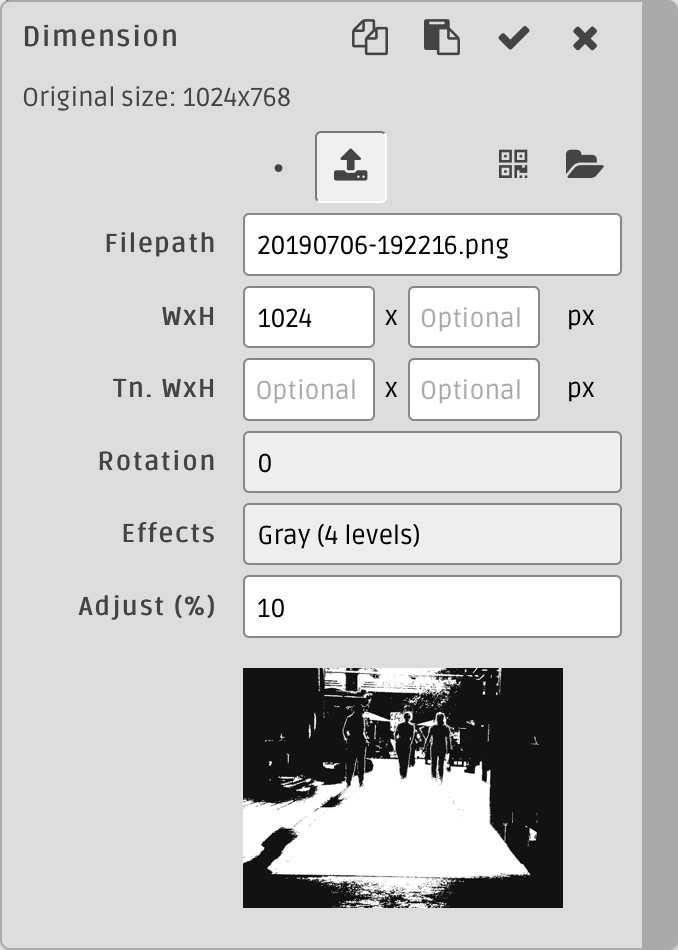 Dimension
Original size: 1024x768
Filepath 20190706-192216.png
WxH 1024 x Optional px
Tn. WxH Optional x Optional px
Rotation 0
Effects Gray (4 levels)
Adjust (%) 10